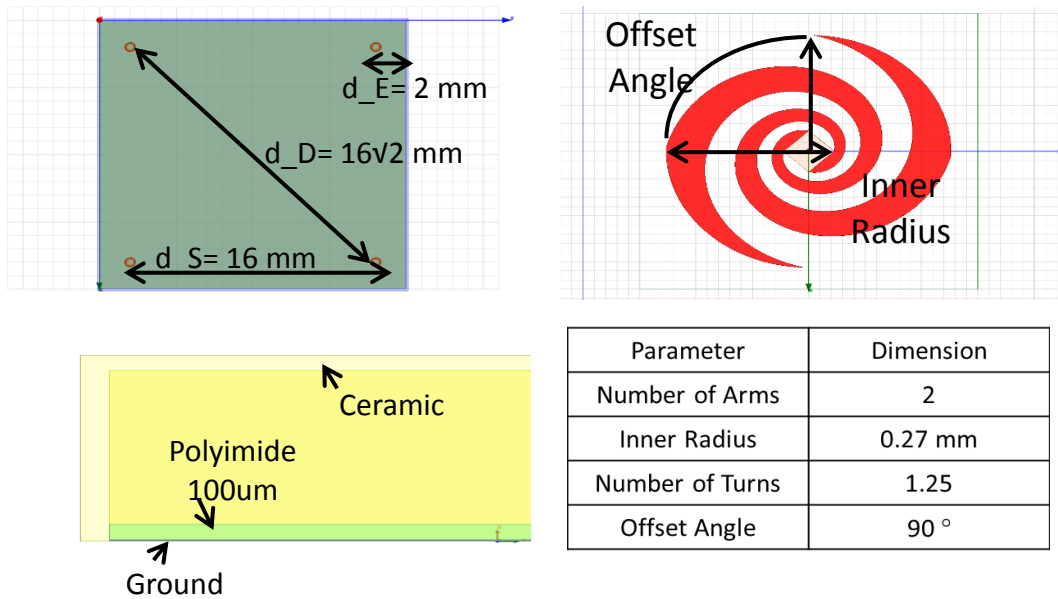 d_E= 2 mm
d_D= 16√2 mm
d_S= 16 mm
Offset
Angle
Inner
Radius
Ceramic
Polyimide
100um
Ground
Parameter Dimension
Number of Arms 2
Inner Radius 0.27 mm
Number of Turns 1.25
Offset Angle 90 °